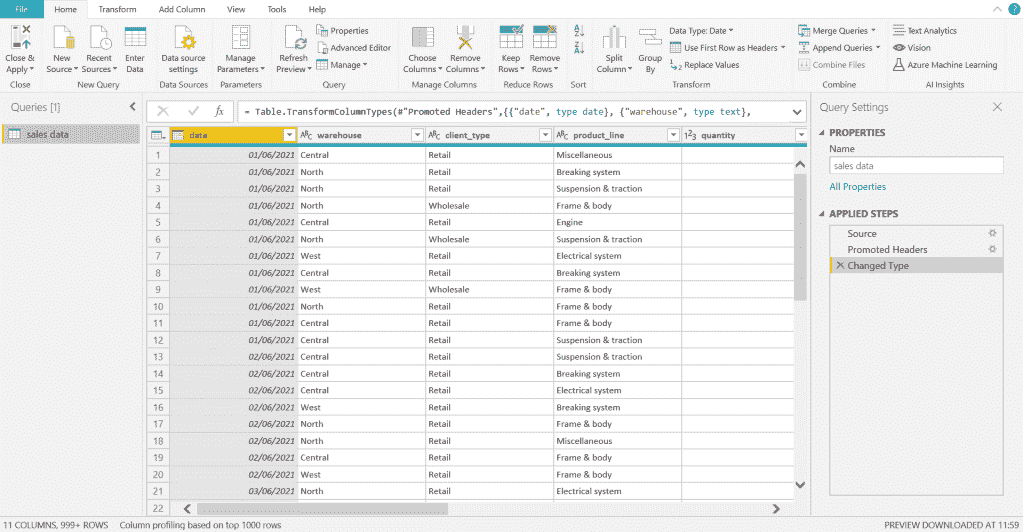 File Home Transform Add Column View Tools Help
Close & Apply
New Source
Recent Sources
Enter Data
Data source settings
Manage Parameters
Refresh Preview
Properties
Advanced Editor
Manage
Choose Columns
Remove Columns
Keep Rows
Remove Rows
Split Column
Group By
Data Type: Date
Use First Row as Headers
Replace Values
Merge Queries
Append Queries
Combine Files
Text Analytics
Vision
Azure Machine Learning
Close New Query Data Sources Parameters Query Manage Columns Reduce Rows Sort Transform Combine AI Insights
Queries [1]
sales data
fx = Table.TransformColumnTypes(#"Promoted Headers",{{"date", type date}, {"warehouse", type text},
date ABC warehouse ABC client_type ABC product_line 123 quantity
1 01/06/2021 Central Retail Miscellaneous
2 01/06/2021 North Retail Breaking system
3 01/06/2021 North Retail Suspension & traction
4 01/06/2021 North Wholesale Frame & body
5 01/06/2021 Central Retail Engine
6 01/06/2021 North Wholesale Suspension & traction
7 01/06/2021 West Retail Electrical system
8 01/06/2021 Central Retail Breaking system
9 01/06/2021 West Wholesale Frame & body
10 01/06/2021 North Retail Frame & body
11 01/06/2021 Central Retail Frame & body
12 01/06/2021 Central Retail Suspension & traction
13 02/06/2021 Central Retail Suspension & traction
14 02/06/2021 Central Retail Breaking system
15 02/06/2021 Central Retail Electrical system
16 02/06/2021 West Retail Breaking system
17 02/06/2021 North Retail Frame & body
18 02/06/2021 North Retail Miscellaneous
19 02/06/2021 Central Retail Frame & body
20 02/06/2021 West Retail Frame & body
21 03/06/2021 North Retail Electrical system
22
Query Settings
PROPERTIES
Name
sales data
All Properties
APPLIED STEPS
Source
Promoted Headers
Changed Type
11 COLUMNS, 999+ ROWS Column profiling based on top 1000 rows PREVIEW DOWNLOADED AT 11:59